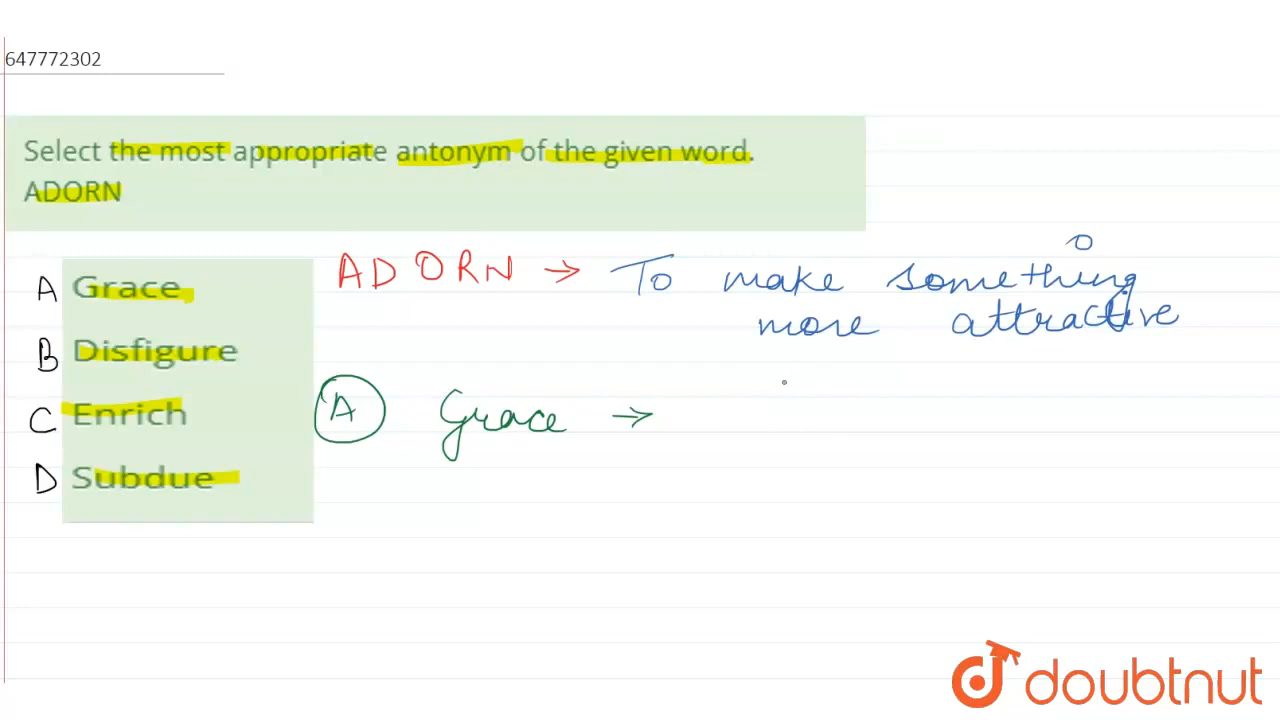 647772302
Select the most appropriate antonym of the given word.
ADORN
A Grace
B Disfigure
C Enrich
D Subdue
ADORN → To make something
more attractive
A Grace →
doubtnut